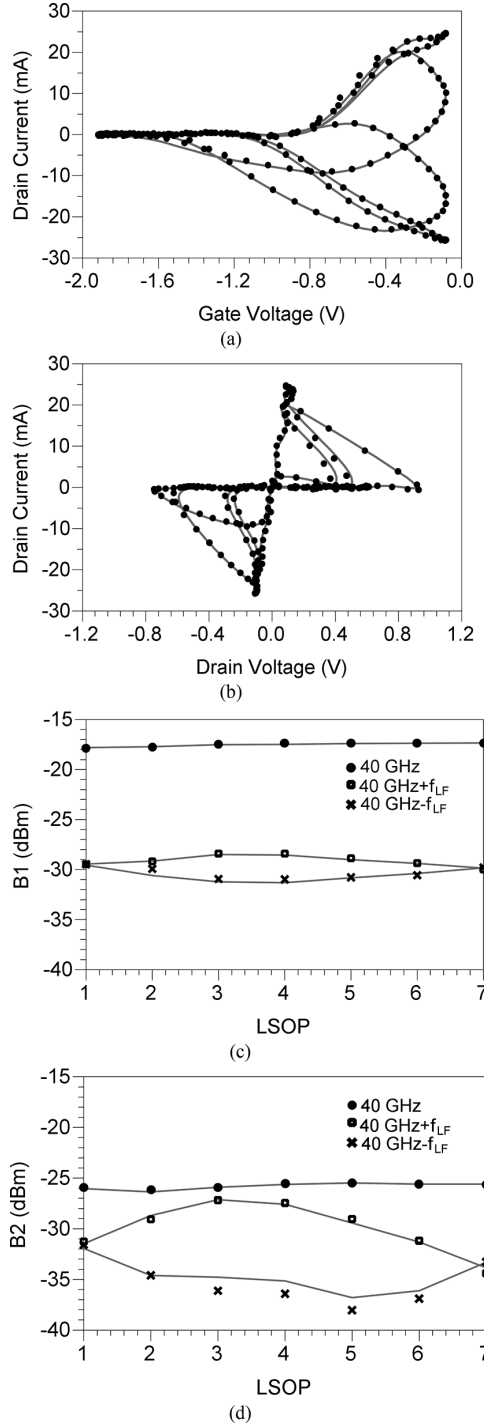 30
20
10
0
-10
-20
-30
Drain Current (mA)
-2.0 -1.6 -1.2 -0.8 -0.4 0.0
Gate Voltage (V)
(a)
30
20
10
0
-10
-20
-30
Drain Current (mA)
-1.2 -0.8 -0.4 0.0 0.4 0.8 1.2
Drain Voltage (V)
(b)
-15
-20
-25
-30
-35
-40
B1 (dBm)
40 GHz
40 GHz+fLF
40 GHz-fLF
1 2 3 4 5 6 7
LSOP
(c)
-15
-20
-25
-30
-35
-40
B2 (dBm)
40 GHz
40 GHz+fLF
40 GHz-fLF
1 2 3 4 5 6 7
LSOP
(d)